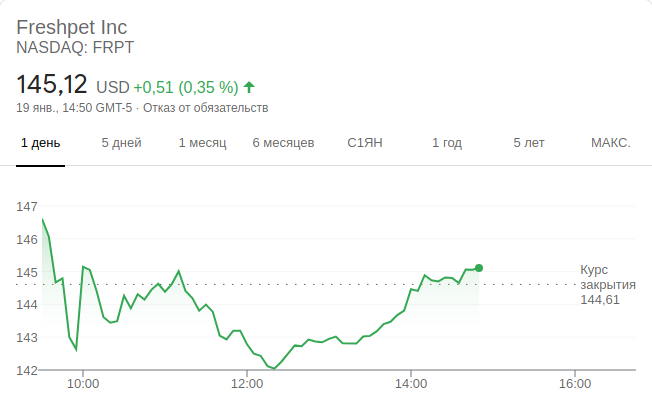 Freshpet Inc
NASDAQ: FRPT
145,12 USD +0,51 (0,35 %)
19 янв., 14:50 GMT-5 · Отказ от обязательств
1 день 5 дней 1 месяц 6 месяцев С1ЯН 1 год 5 лет МАКС.
147
146
145
144
143
142
Курс
закрытия
144,61
10:00 12:00 14:00 16:00